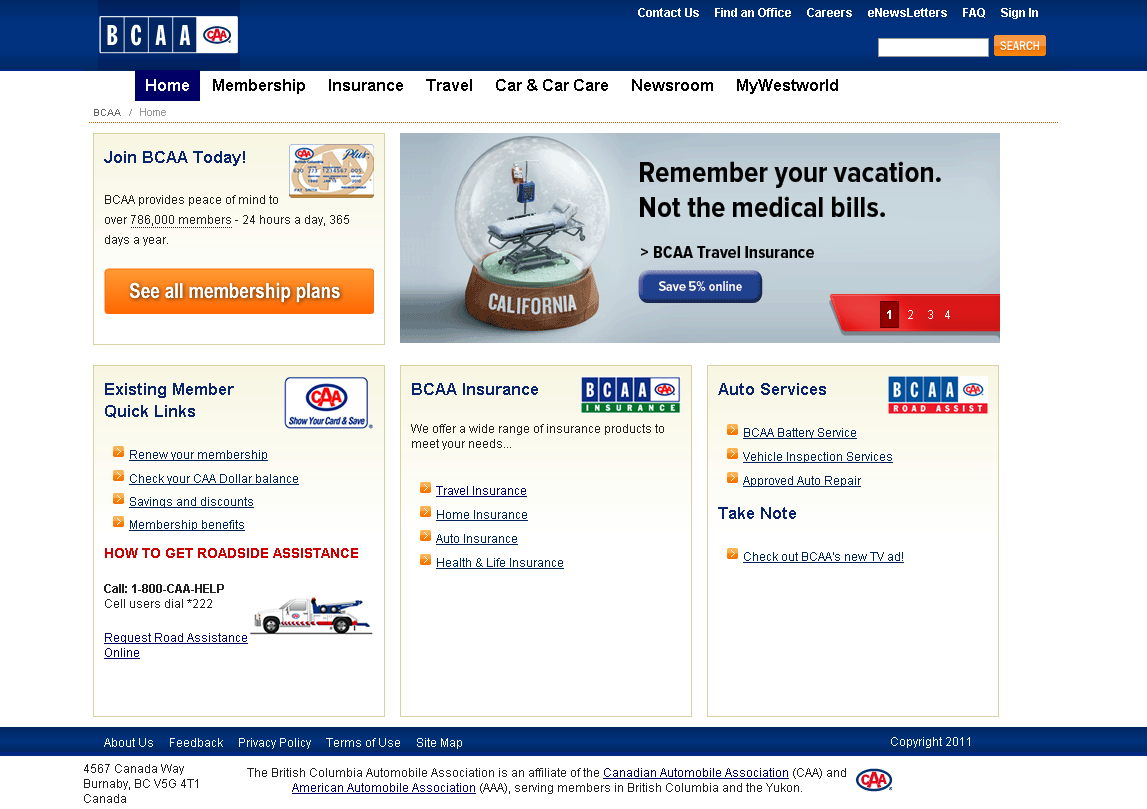 Contact Us Find an Office Careers eNewsLetters FAQ Sign In
BCAA CAA
SEARCH
Home Membership Insurance Travel Car & Car Care Newsroom MyWestworld
BCAA / Home
Join BCAA Today!
CAA Plus
BCAA provides peace of mind to
over 786,000 members - 24 hours a day, 365
days a year.
See all membership plans
Remember your vacation.
Not the medical bills.
> BCAA Travel Insurance
Save 5% online
CALIFORNIA
1 2 3 4
Existing Member
Quick Links
CAA
Show Your Card & Save
Renew your membership
Check your CAA Dollar balance
Savings and discounts
Membership benefits
HOW TO GET ROADSIDE ASSISTANCE
Call: 1-800-CAA-HELP
Cell users dial *222
Request Road Assistance
Online
BCAA Insurance
BCAA CAA
INSURANCE
We offer a wide range of insurance products to
meet your needs...
Travel Insurance
Home Insurance
Auto Insurance
Health & Life Insurance
Auto Services
BCAA CAA
ROAD ASSIST
BCAA Battery Service
Vehicle Inspection Services
Approved Auto Repair
Take Note
Check out BCAA's new TV ad!
About Us Feedback Privacy Policy Terms of Use Site Map Copyright 2011
4567 Canada Way
Burnaby, BC V5G 4T1
Canada
The British Columbia Automobile Association is an affiliate of the Canadian Automobile Association (CAA) and
American Automobile Association (AAA), serving members in British Columbia and the Yukon.
CAA